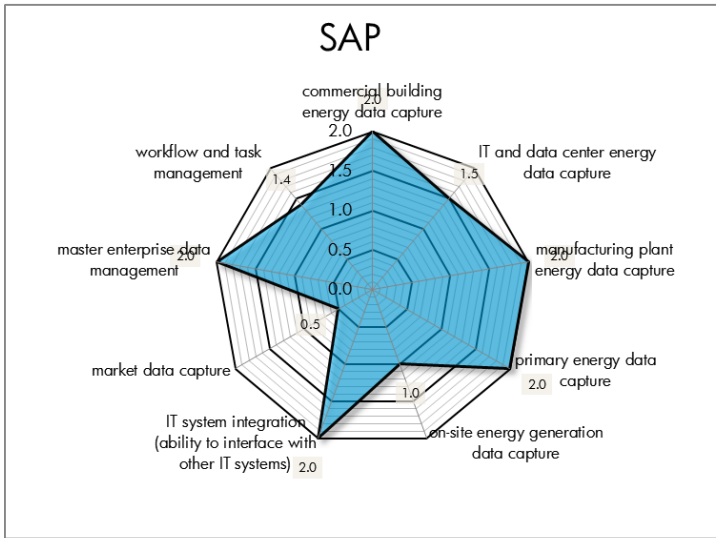 SAP
commercial building
energy data capture
2.0
2.0
IT and data center energy
data capture
1.5
workflow and task
management
1.4
1.5
1.0
0.5
0.0
manufacturing plant
energy data capture
2.0
master enterprise data
management
2.0
primary energy data
capture
2.0
market data capture
0.5
on-site energy generation
data capture
1.0
IT system integration
(ability to interface with
other IT systems)
2.0